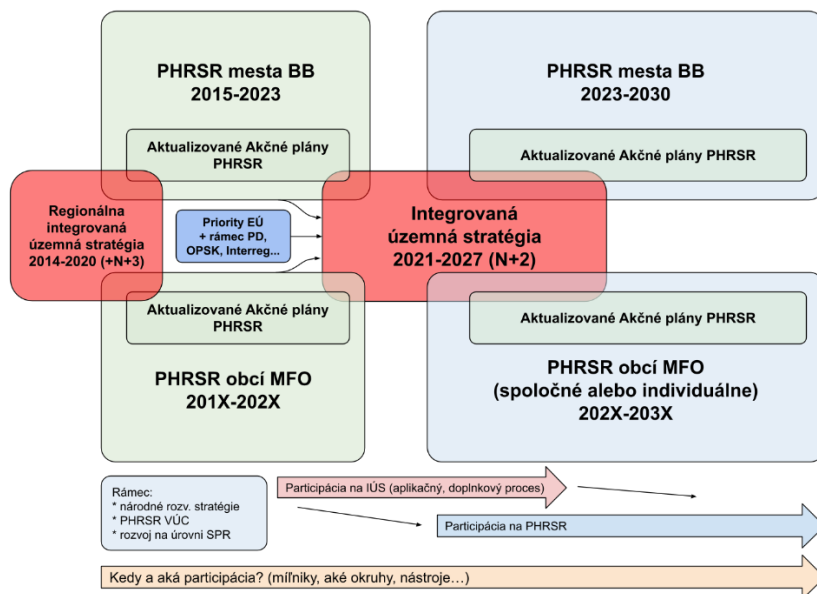 PHRSR mesta BB
2015-2023
Aktualizované Akčné plány
PHRSR
PHRSR mesta BB
2023-2030
Aktualizované Akčné plány PHRSR
Regionálna
integrovaná
územná stratégia
2014-2020 (+N+3)
Priority EÚ
+ rámec PD,
OPSK, Interreg...
Integrovaná
územná stratégia
2021-2027 (N+2)
Aktualizované Akčné plány
PHRSR
PHRSR obcí MFO
201X-202X
Aktualizované Akčné plány PHRSR
PHRSR obcí MFO
(spoločné alebo individuálne)
202X-203X
Rámec:
* národné rozv. stratégie
* PHRSR VÚC
* rozvoj na úrovni SPR
Participácia na IÚS (aplikačný, doplnkový proces)
Participácia na PHRSR
Kedy a aká participácia? (míľniky, aké okruhy, nástroje…)